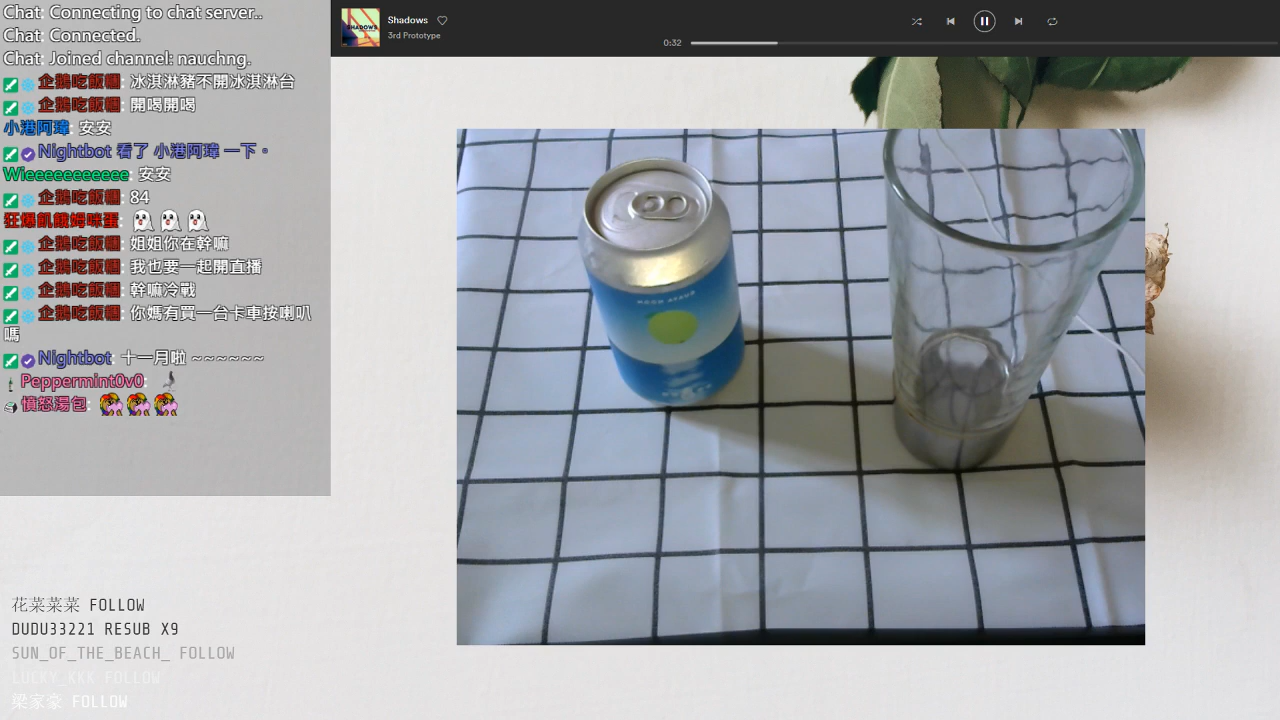 Chat: Connecting to chat server..
Chat: Connected.
Chat: Joined channel: nauchng.
企鵝吃飯糰: 冰淇淋豬不開冰淇淋台
企鵝吃飯糰: 開喝開喝
小港阿瑋: 安安
Nightbot 看了 小港阿瑋 一下。
Wieeeeeeeeeee: 安安
企鵝吃飯糰: 84
狂爆飢餓姆咪蛋:
企鵝吃飯糰: 姐姐你在幹嘛
企鵝吃飯糰: 我也要一起開直播
企鵝吃飯糰: 幹嘛冷戰
企鵝吃飯糰: 你媽有買一台卡車按喇叭
嗎
Nightbot: 十一月啦 ~~~~~~
Peppermint0v0:
憤怒湯包:
花菜菜菜 FOLLOW
DUDU33221 RESUB X9
SUN_OF_THE_BEACH_ FOLLOW
LUCKY_KKK FOLLOW
梁家豪 FOLLOW
SHADOWS
Shadows
3rd Prototype
0:32